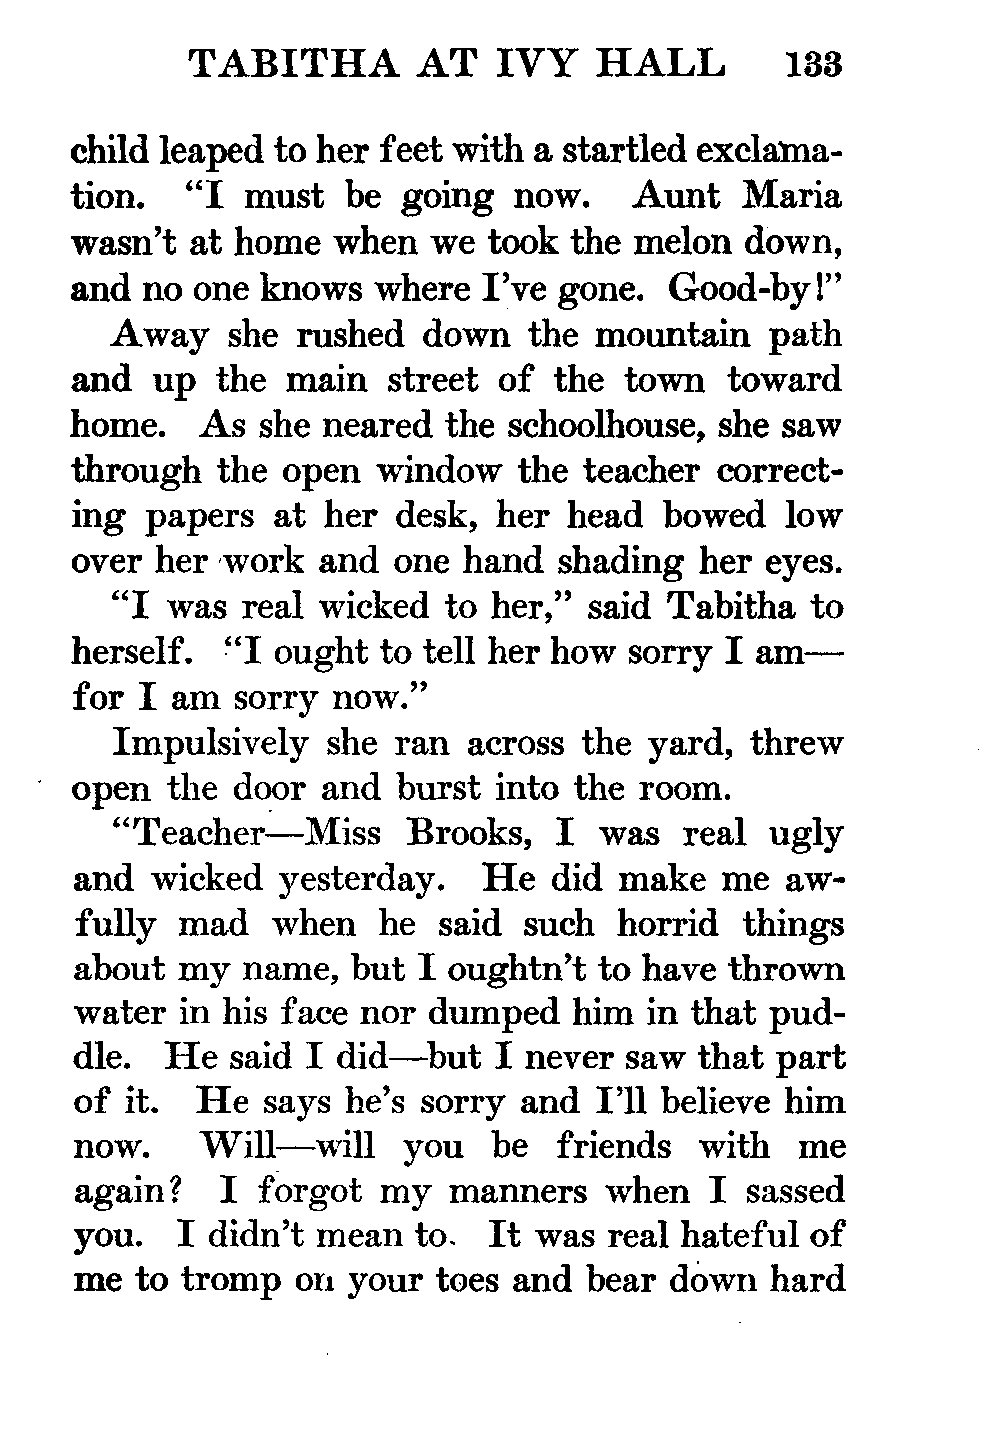 TABITHA AT IVY HALL 133
child leaped to her feet with a startled exclama-
tion. "I must be going now. Aunt Maria
wasn't at home when we took the melon down,
and no one knows where I've gone. Good-by!"
Away she rushed down the mountain path
and up the main street of the town toward
home. As she neared the schoolhouse, she saw
through the open window the teacher correct-
ing papers at her desk, her head bowed low
over her work and one hand shading her eyes.
"I was real wicked to her," said Tabitha to
herself. "I ought to tell her how sorry I am—
for I am sorry now."
Impulsively she ran across the yard, threw
open the door and burst into the room.
"Teacher—Miss Brooks, I was real ugly
and wicked yesterday. He did make me aw-
fully mad when he said such horrid things
about my name, but I oughtn't to have thrown
water in his face nor dumped him in that pud-
dle. He said I did—but I never saw that part
of it. He says he's sorry and I'll believe him
now. Will—will you be friends with me
again? I forgot my manners when I sassed
you. I didn't mean to. It was real hateful of
me to tromp on your toes and bear down hard